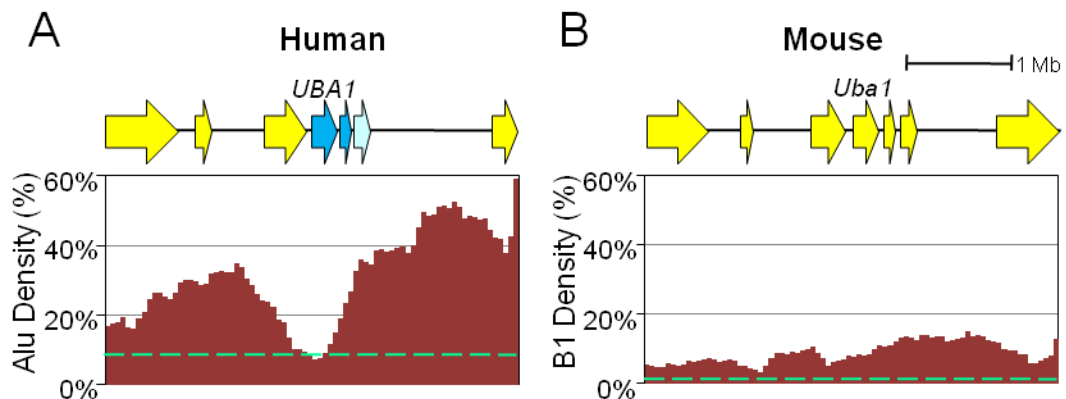 A
Human
B
Mouse
1 Mb
UBA1
Uba1
Alu Density (%)
60%
40%
20%
0%
B1 Density (%)
60%
40%
20%
0%